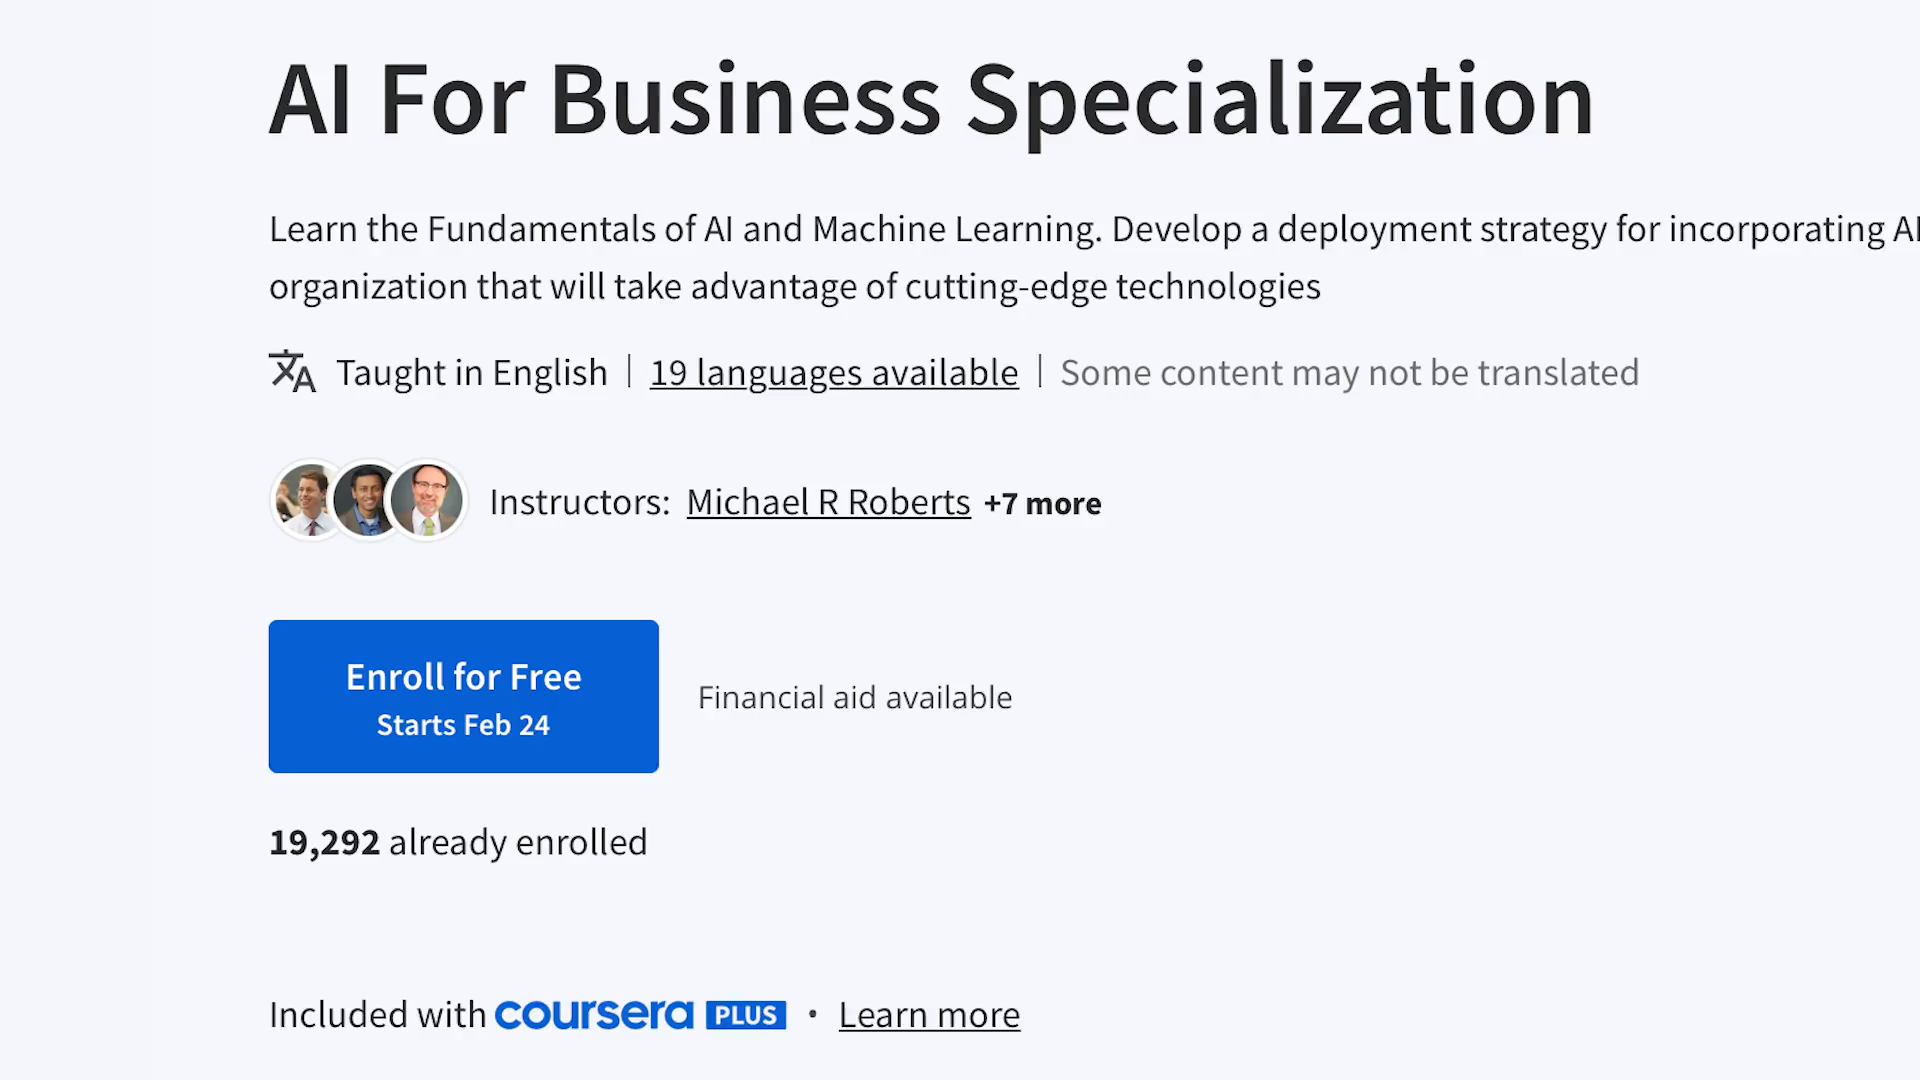 AI For Business Specialization
Learn the Fundamentals of AI and Machine Learning. Develop a deployment strategy for incorporating AI
organization that will take advantage of cutting-edge technologies
Taught in English | 19 languages available | Some content may not be translated
Instructors: Michael R Roberts +7 more
Enroll for Free
Starts Feb 24
Financial aid available
19,292 already enrolled
Included with coursera PLUS • Learn more